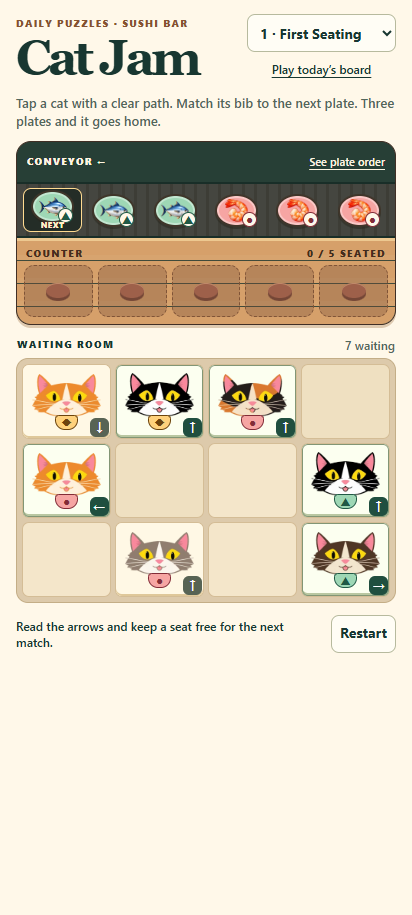 DAILY PUZZLES · SUSHI BAR
Cat Jam
1 · First Seating
Play today's board
Tap a cat with a clear path. Match its bib to the next plate. Three
plates and it goes home.
CONVEYOR ←
See plate order
NEXT
COUNTER
0 / 5 SEATED
WAITING ROOM
7 waiting
↓
↑
↑
←
↑
↑
→
Read the arrows and keep a seat free for the next
match.
Restart